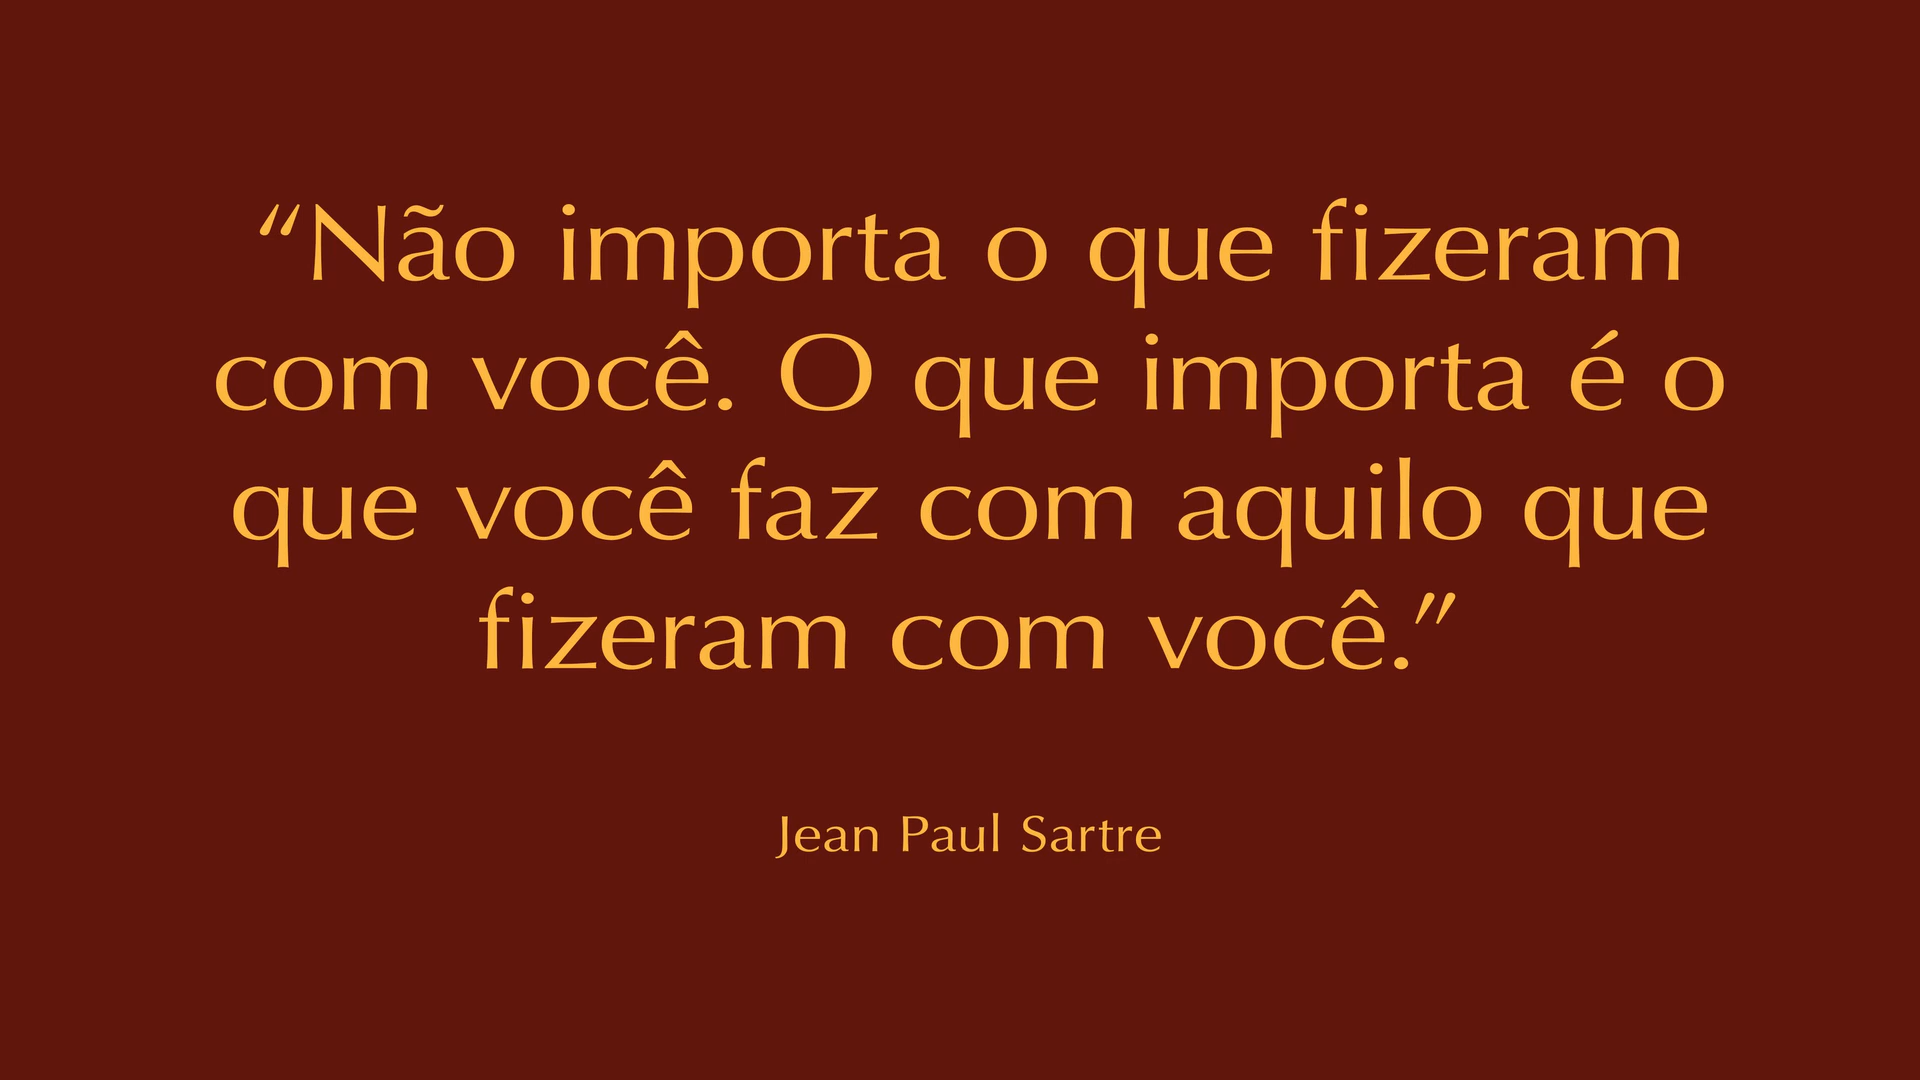 “Não importa o que fizeram
com você. O que importa é o
que você faz com aquilo que
fizeram com você.”
Jean Paul Sartre